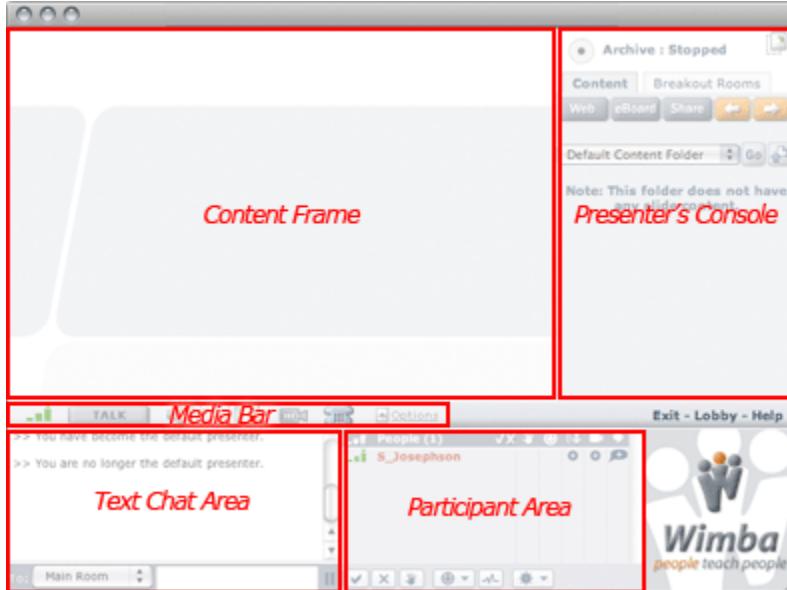 Archive : Stopped
Content Breakout Rooms
Web eBoard Share
Default Content Folder Go
Note: This folder does not have
any slide content.
Content Frame
Presenter's Console
TALK Media Bar Options
Exit - Lobby - Help
>> You have become the default presenter.
>> You are no longer the default presenter.
Text Chat Area
To: Main Room
People (1)
S_Josephson
Participant Area
Wimba
people teach people